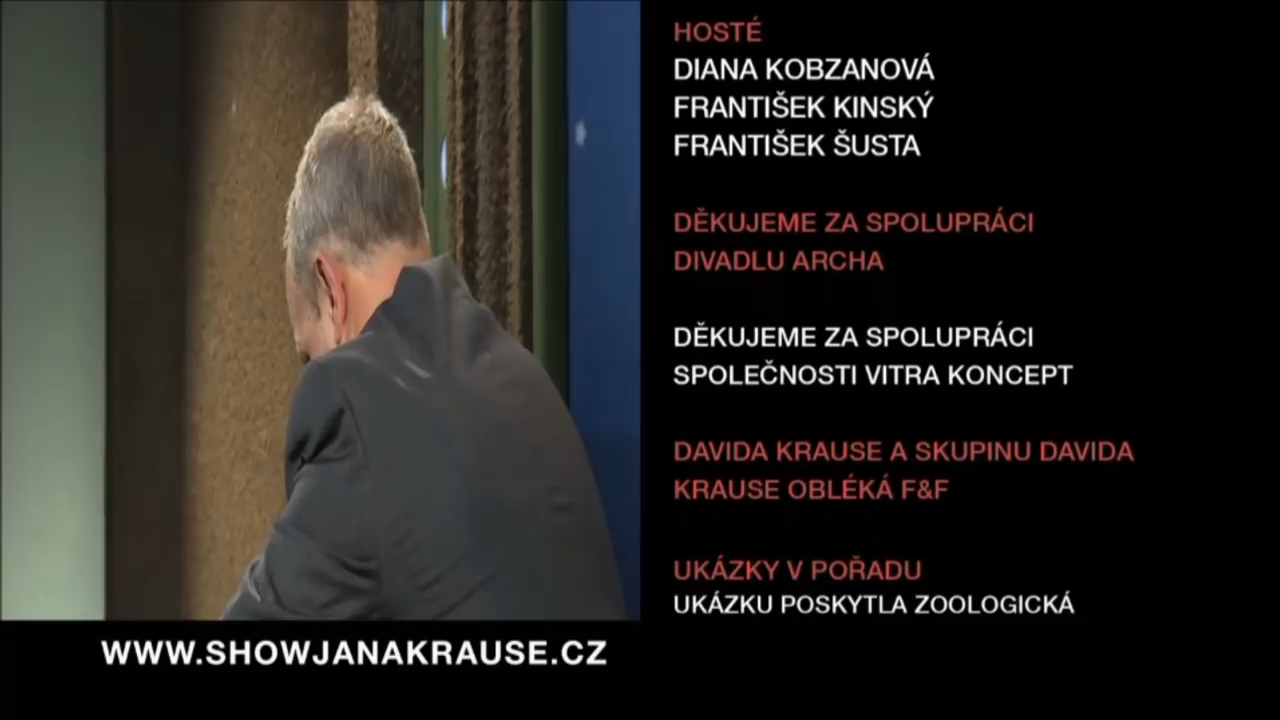 HOSTÉ
DIANA KOBZANOVÁ
FRANTIŠEK KINSKÝ
FRANTIŠEK ŠUSTA
DĚKUJEME ZA SPOLUPRÁCI
DIVADLU ARCHA
DĚKUJEME ZA SPOLUPRÁCI
SPOLEČNOSTI VITRA KONCEPT
DAVIDA KRAUSE A SKUPINU DAVIDA
KRAUSE OBLÉKÁ F&F
UKÁZKY V POŘADU
UKÁZKU POSKYTLA ZOOLOGICKÁ
WWW.SHOWJANAKRAUSE.CZ